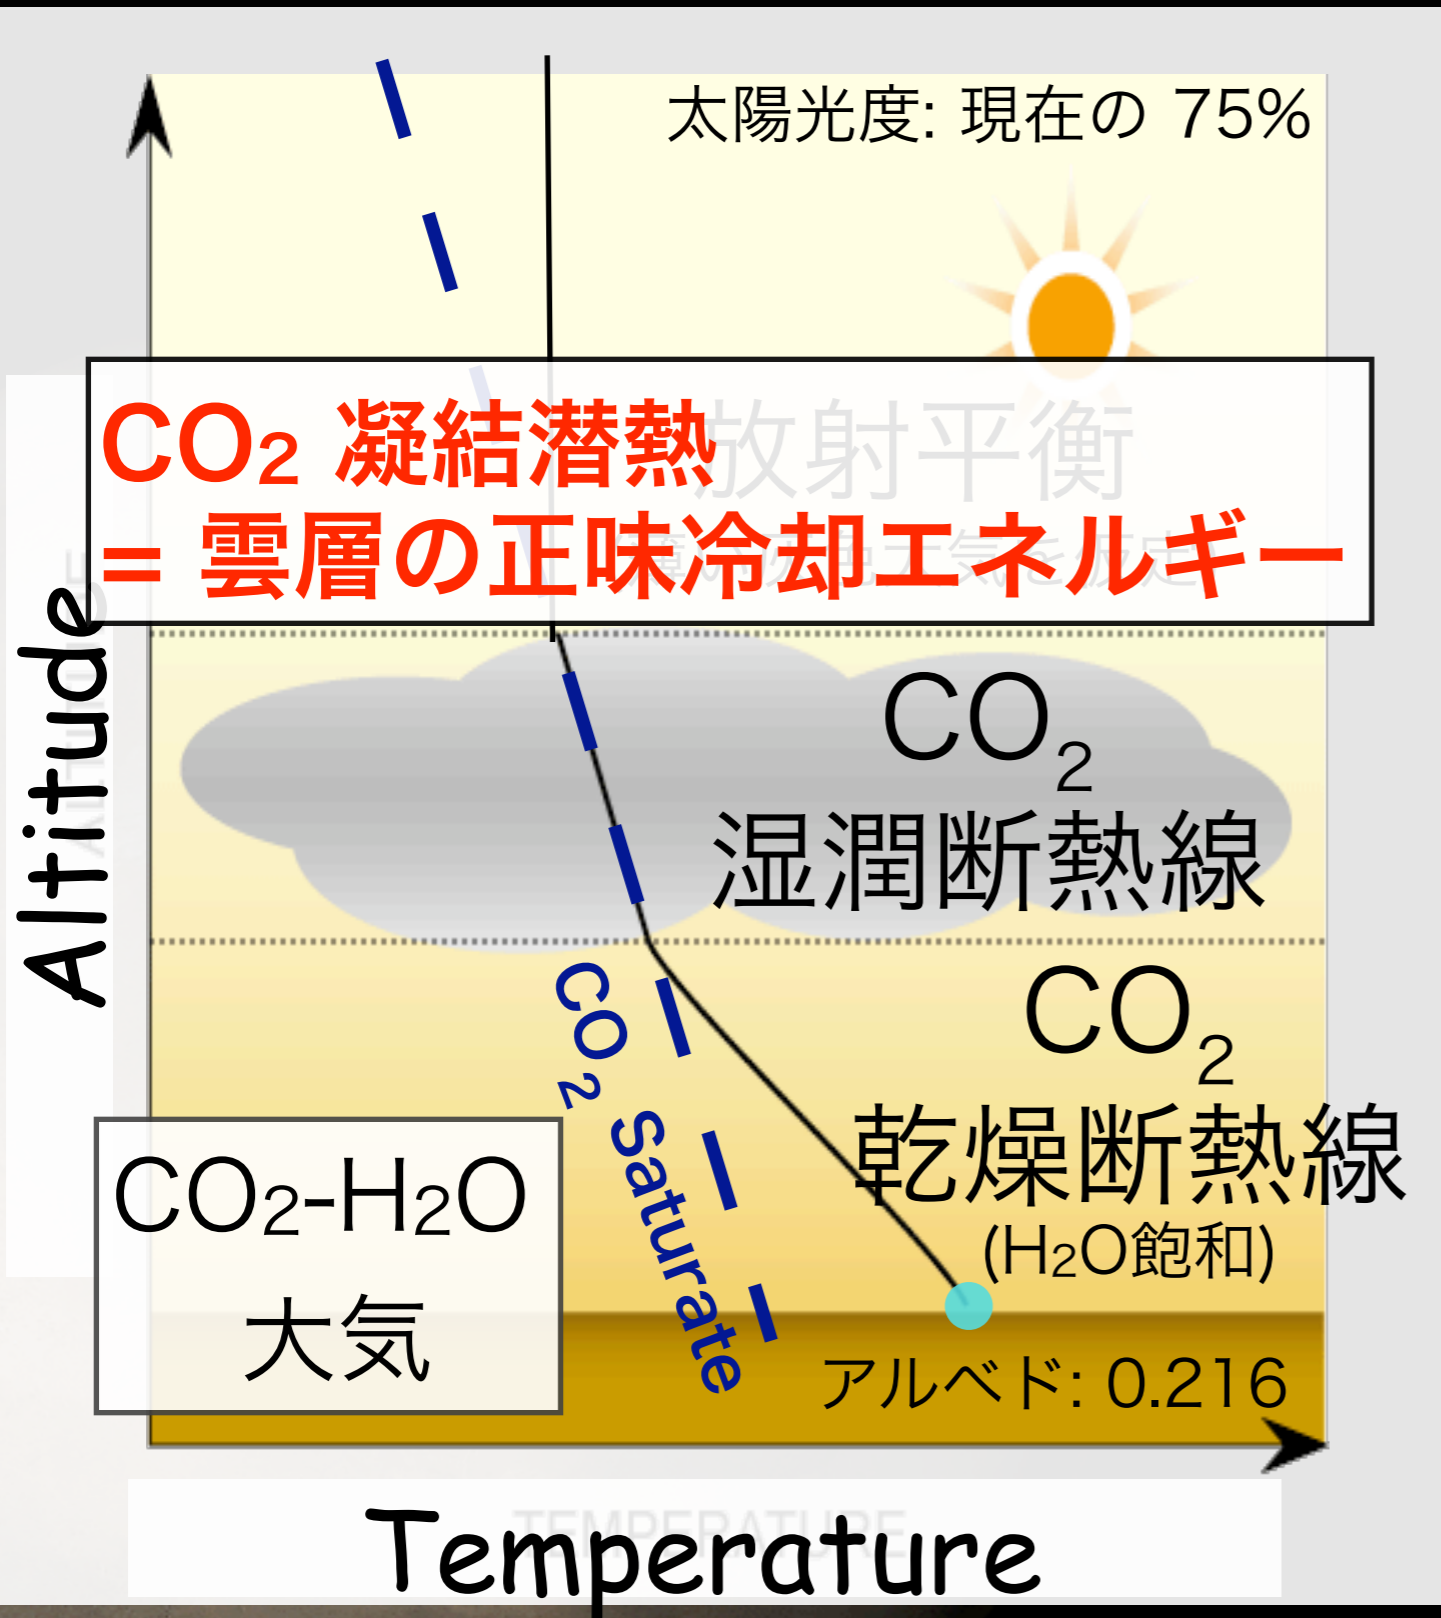 太陽光度: 現在の 75%
放射平衡
CO₂ 凝結潜熱
= 雲層の正味冷却エネルギー
Altitude
CO₂
湿潤断熱線
CO₂
乾燥断熱線
(H₂O飽和)
CO₂ Saturate
CO₂-H₂O
大気
アルベド: 0.216
TEMPERATURE
Temperature